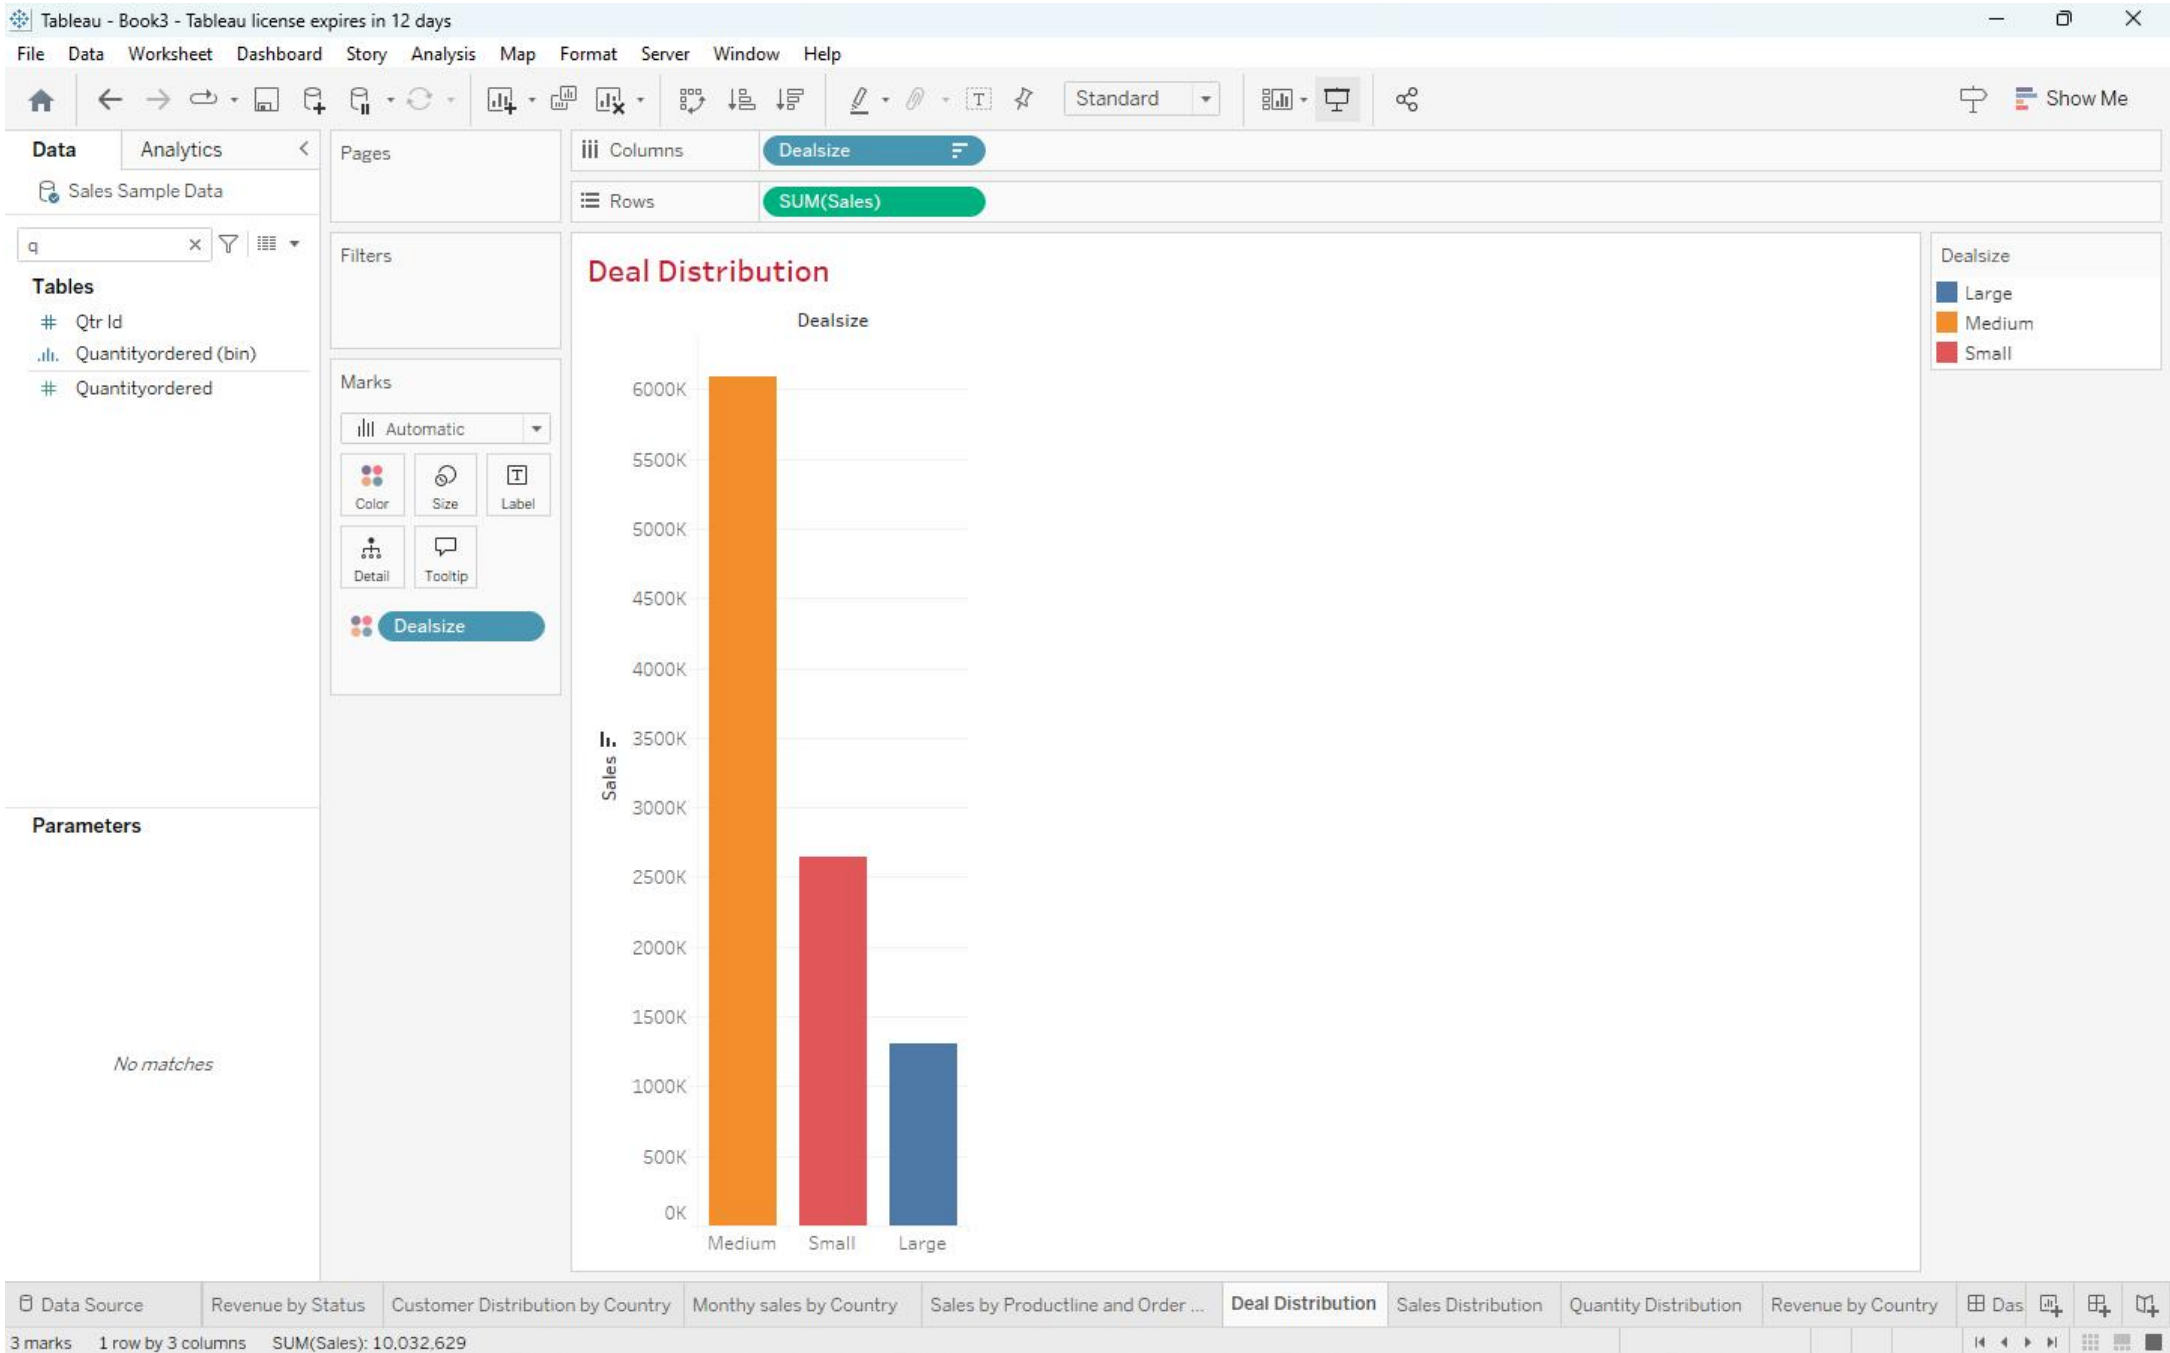 Tableau - Book3 - Tableau license expires in 12 days
File Data Worksheet Dashboard Story Analysis Map Format Server Window Help
Standard
Show Me
Data Analytics
Sales Sample Data
q
Tables
Qtr Id
Quantityordered (bin)
Quantityordered
Parameters
No matches
Pages
Filters
Marks
Automatic
Color Size Label
Detail Tooltip
Dealsize
Columns Dealsize
Rows SUM(Sales)
Deal Distribution
Dealsize
6000K
5500K
5000K
4500K
4000K
3500K
3000K
2500K
2000K
1500K
1000K
500K
0K
Sales
Medium Small Large
Dealsize
Large
Medium
Small
Data Source Revenue by Status Customer Distribution by Country Monthy sales by Country Sales by Productline and Order ... Deal Distribution Sales Distribution Quantity Distribution Revenue by Country Das
3 marks 1 row by 3 columns SUM(Sales): 10,032,629